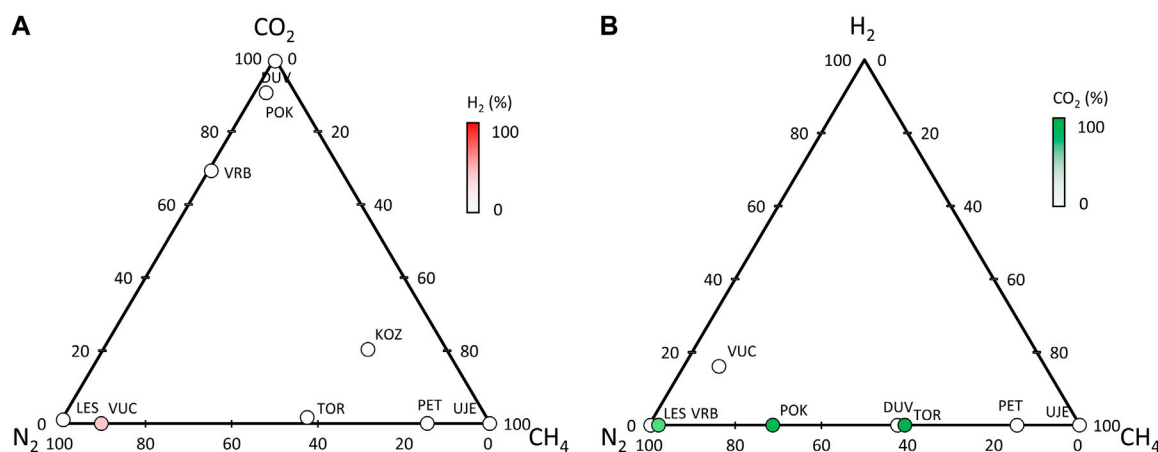 A
CO2
100 0
DUV
POK
H2 (%)
100
0
80 20
VRB
60 40
40 60
KOZ
20 80
LES VUC TOR PET UJE
0 100
N2 100 80 60 40 20 0 CH4
B
H2
100 0
CO2 (%)
100
0
80 20
60 40
40 60
20 80
VUC
LES VRB POK DUV TOR PET UJE
0 100
N2 100 80 60 40 20 0 CH4